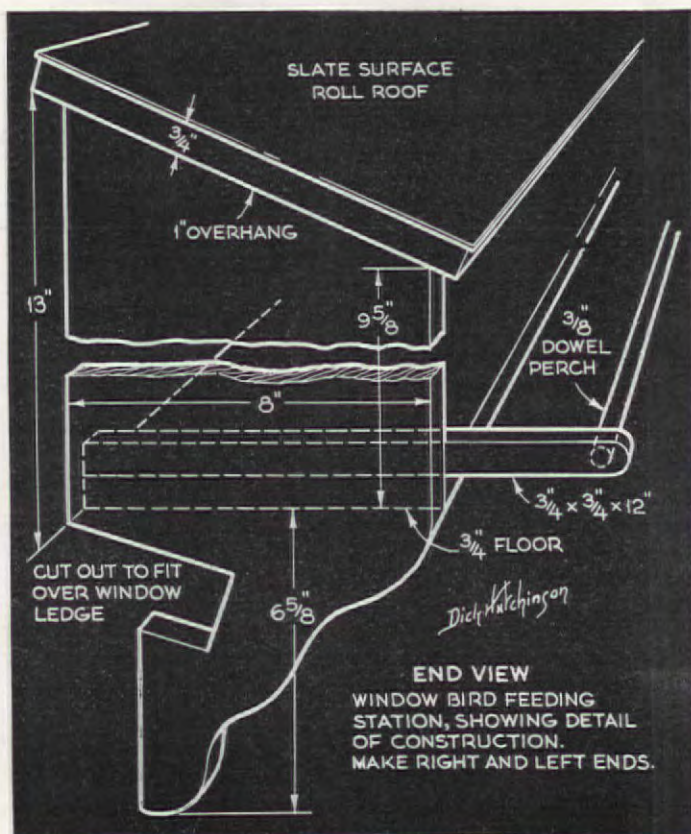 SLATE SURFACE
ROLL ROOF
3/4"
1" OVERHANG
13"
9 5/8"
3/8"
DOWEL
PERCH
8"
3/4" x 3/4" x 12"
3/4" FLOOR
CUT OUT TO FIT
OVER WINDOW
LEDGE
6 5/8"
Dick Hutchinson
END VIEW
WINDOW BIRD FEEDING
STATION, SHOWING DETAIL
OF CONSTRUCTION.
MAKE RIGHT AND LEFT ENDS.